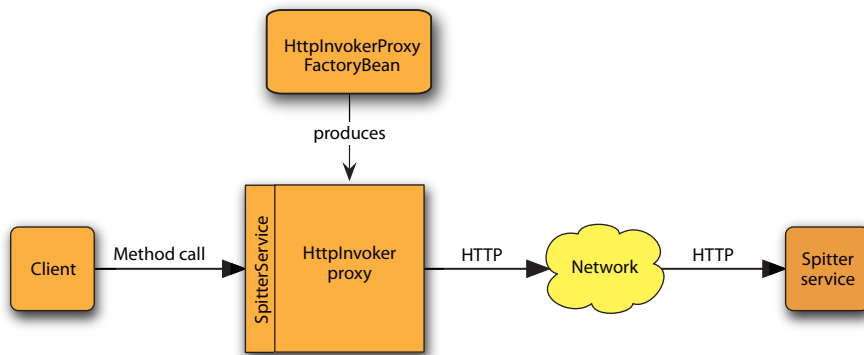 HttpInvokerProxy
FactoryBean
produces
Client
Method call
SpitterService
HttpInvoker
proxy
HTTP
Network
HTTP
Spitter
service